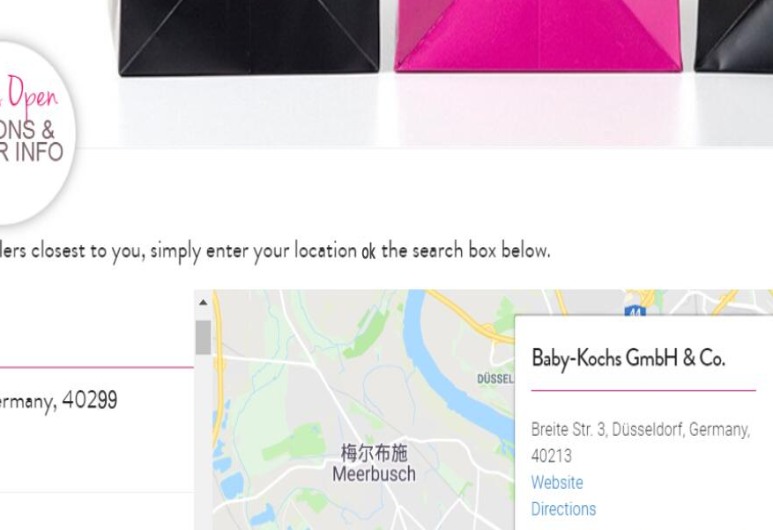 Open
ONS &
R INFO
lers closest to you, simply enter your location ok the search box below.
ermany, 40299
44
DÜSSEL
梅尔布施
Meerbusch
Baby-Kochs GmbH & Co.
Breite Str. 3, Düsseldorf, Germany,
40213
Website
Directions